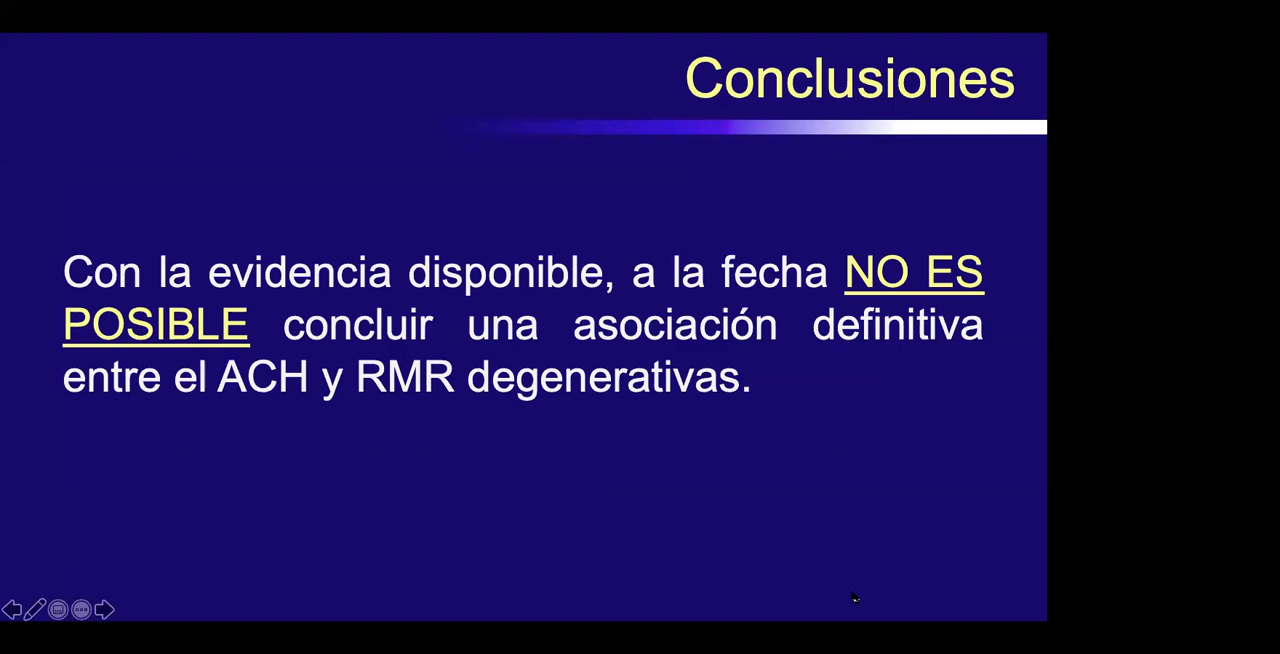 Conclusiones
Con la evidencia disponible, a la fecha NO ES
POSIBLE concluir una asociación definitiva
entre el ACH y RMR degenerativas.